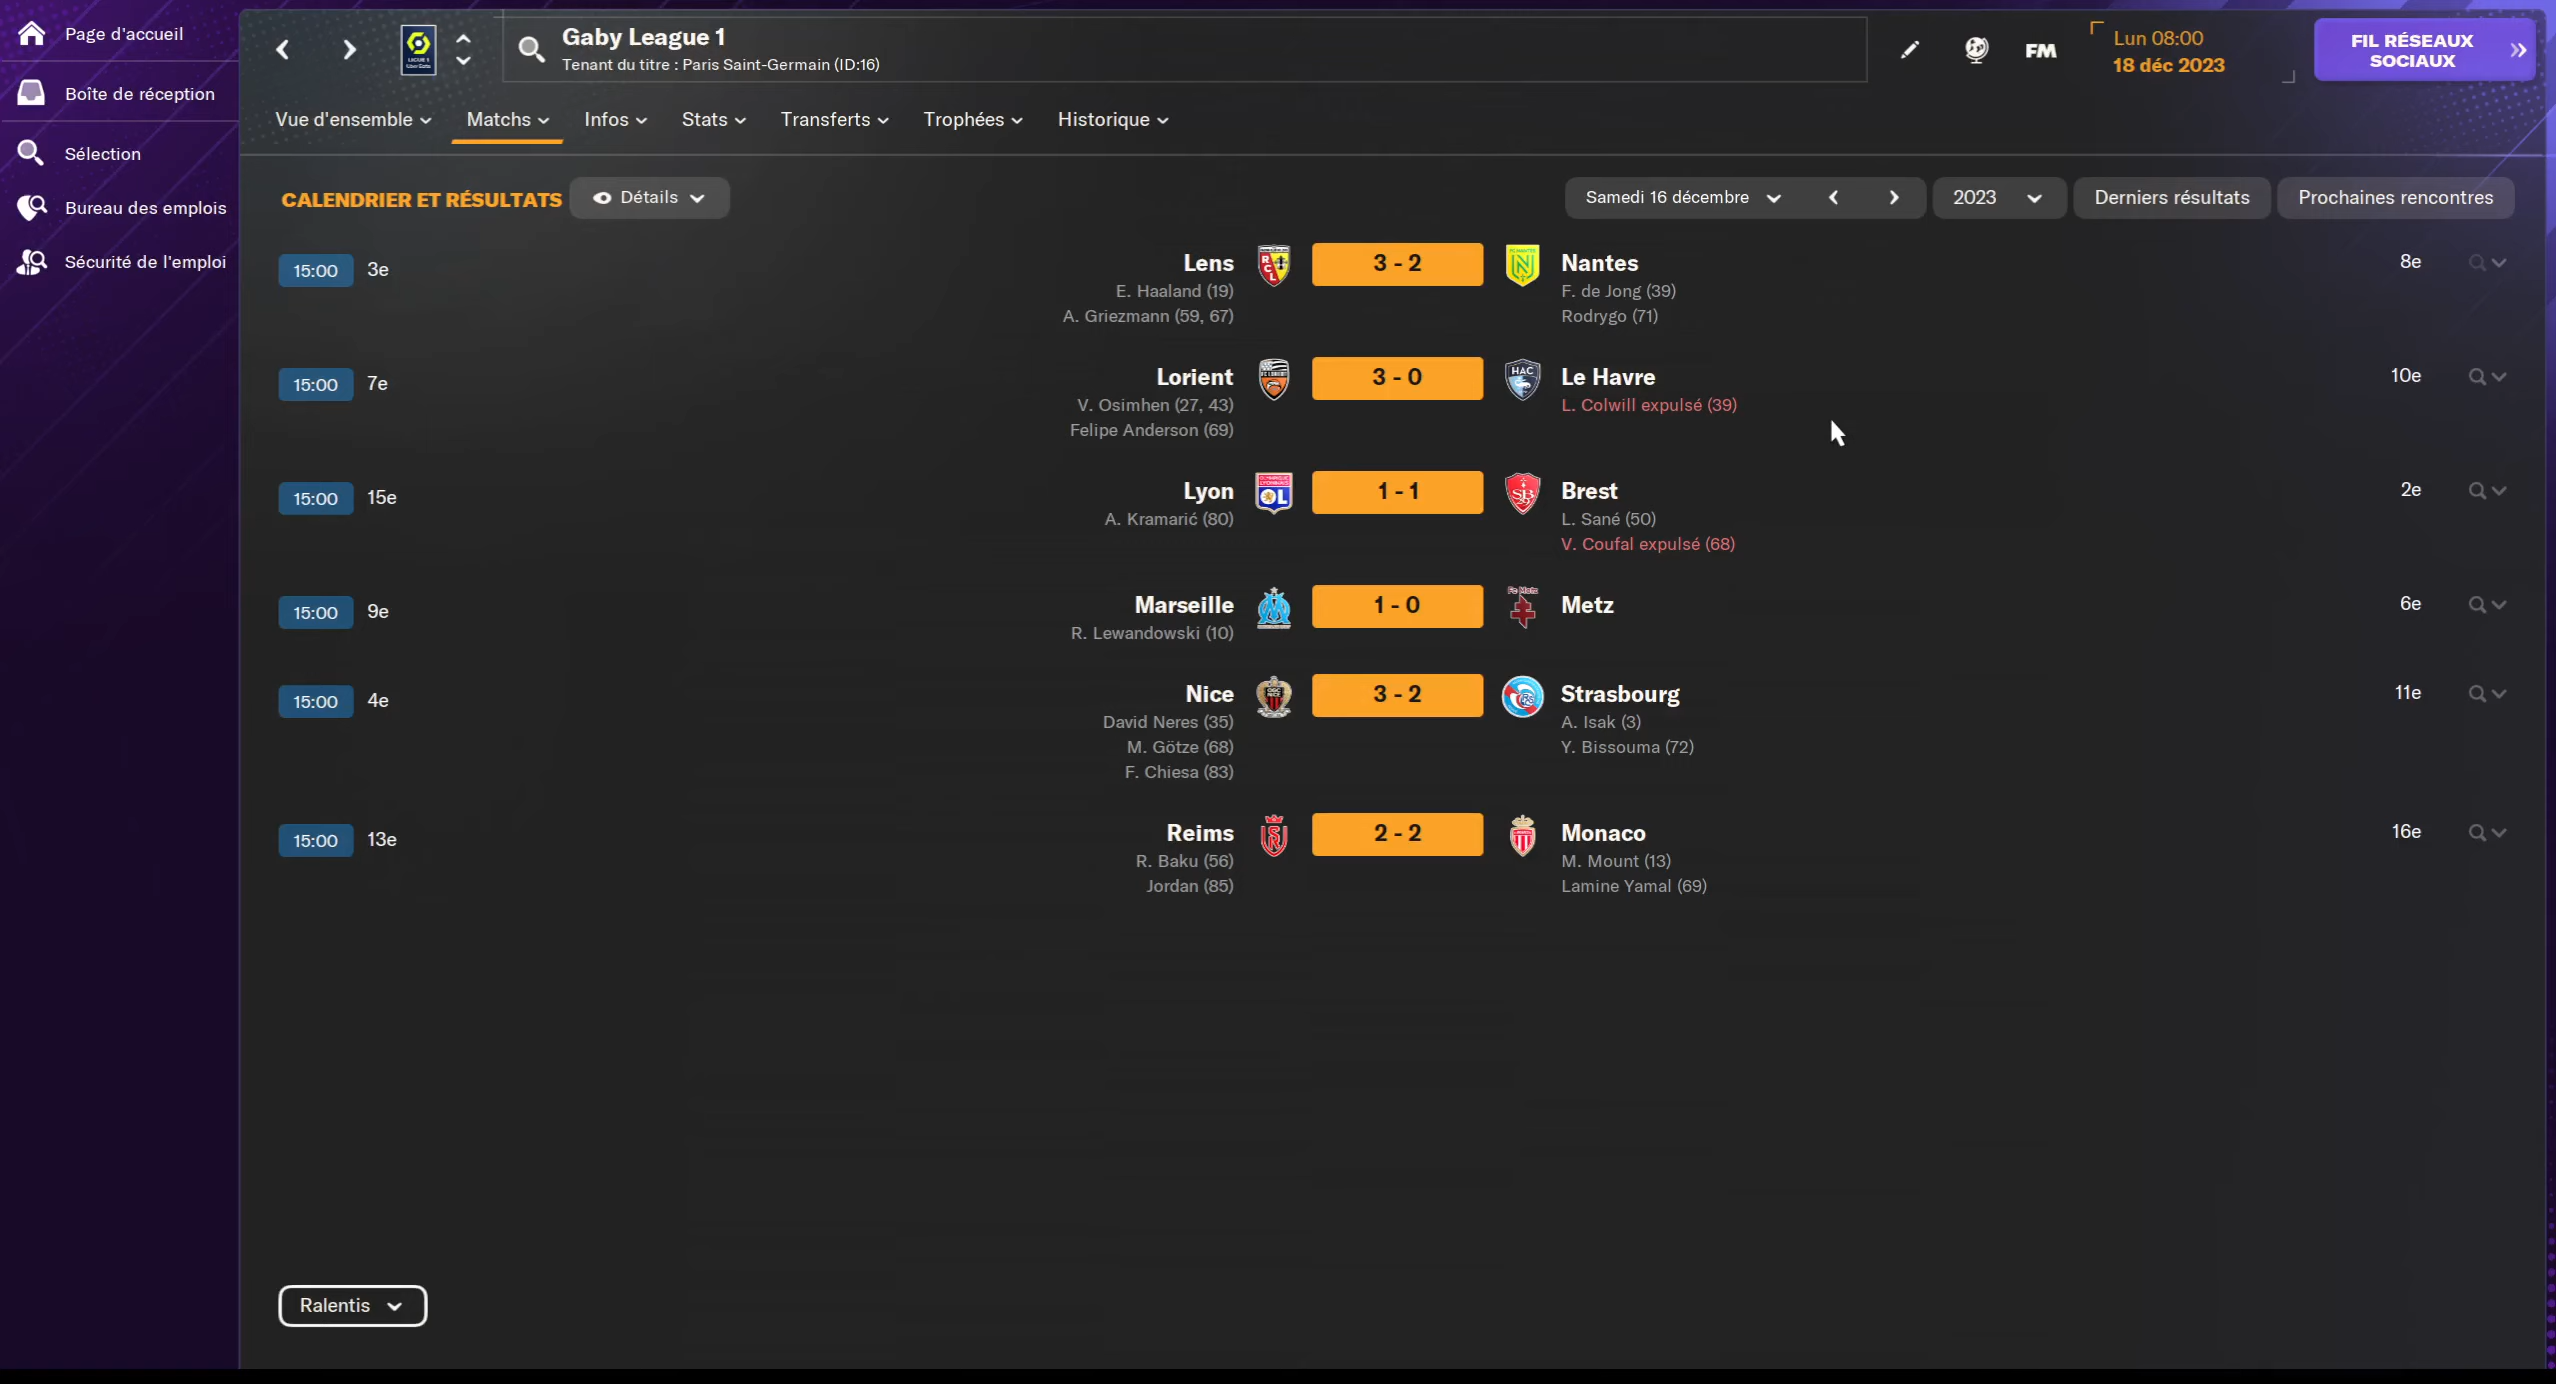 Page d'accueil
Boîte de réception
Sélection
Bureau des emplois
Sécurité de l'emploi
Gaby League 1
Tenant du titre : Paris Saint-Germain (ID:16)
FM
Lun 08:00
18 déc 2023
FIL RÉSEAUX
SOCIAUX
Vue d'ensemble Matchs Infos Stats Transferts Trophées Historique
CALENDRIER ET RÉSULTATS Détails Samedi 16 décembre 2023 Derniers résultats Prochaines rencontres
15:00 3e Lens 3 - 2 Nantes 8e
E. Haaland (19) F. de Jong (39)
A. Griezmann (59, 67) Rodrygo (71)
15:00 7e Lorient 3 - 0 Le Havre 10e
V. Osimhen (27, 43) L. Colwill expulsé (39)
Felipe Anderson (69)
15:00 15e Lyon 1 - 1 Brest 2e
A. Kramarić (80) L. Sané (50)
V. Coufal expulsé (68)
15:00 9e Marseille 1 - 0 Metz 6e
R. Lewandowski (10)
15:00 4e Nice 3 - 2 Strasbourg 11e
David Neres (35) A. Isak (3)
M. Götze (68) Y. Bissouma (72)
F. Chiesa (83)
15:00 13e Reims 2 - 2 Monaco 16e
R. Baku (56) M. Mount (13)
Jordan (85) Lamine Yamal (69)
Ralentis